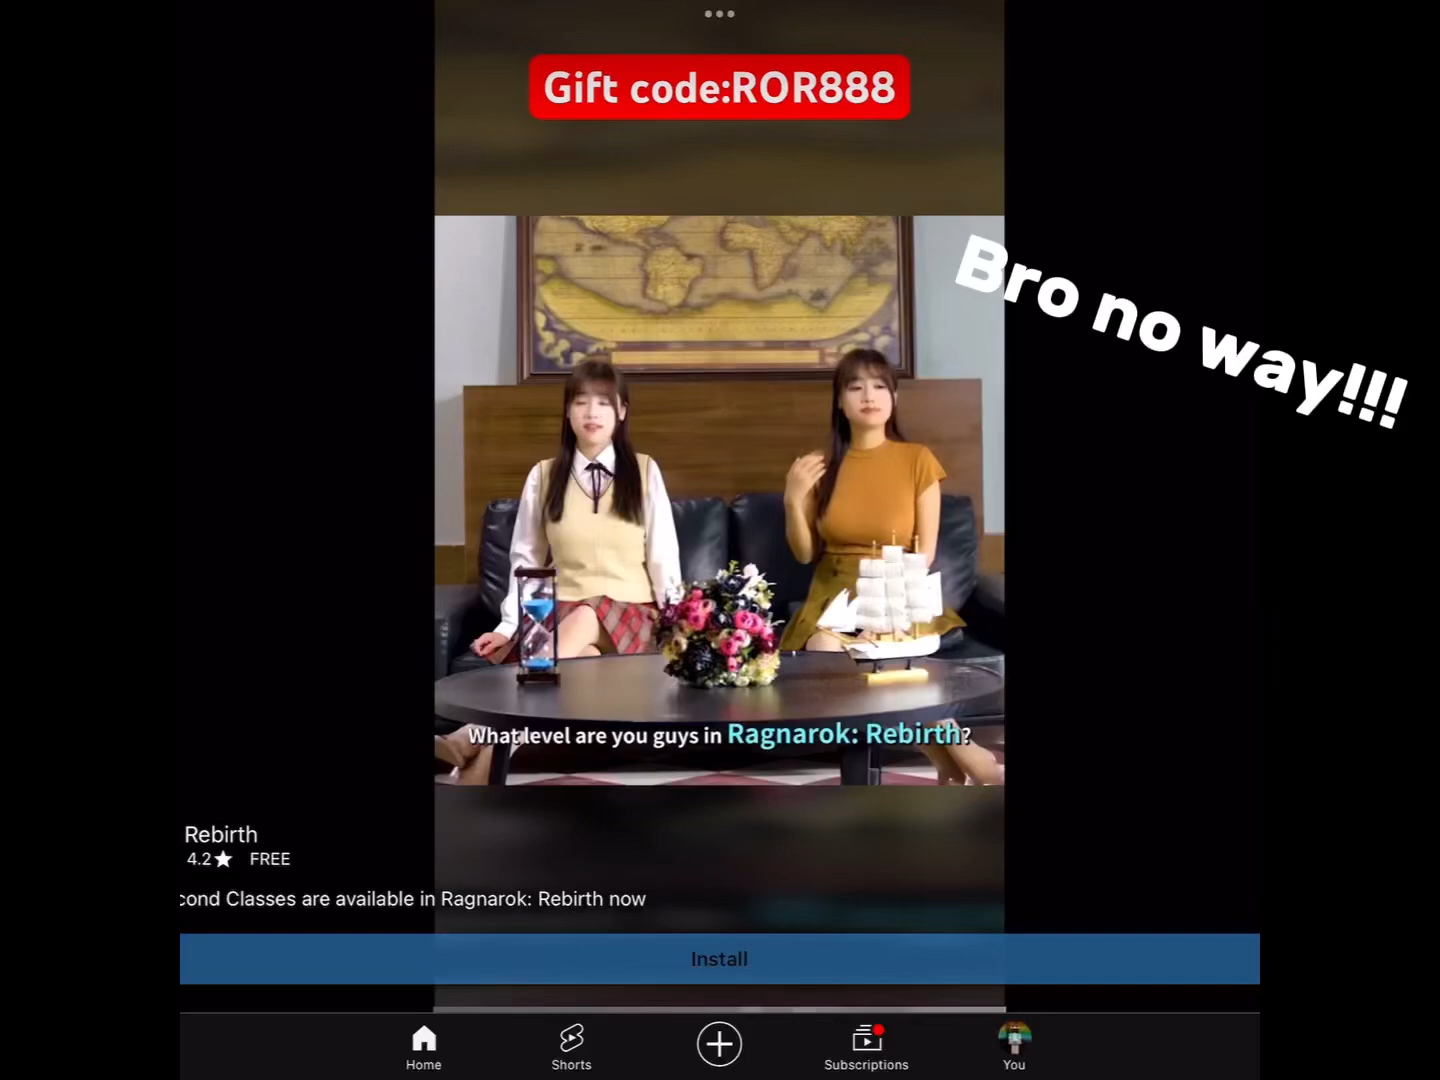 Gift code:ROR888
Bro no way!!!
What level are you guys in Ragnarok: Rebirth?
Rebirth
4.2★ FREE
cond Classes are available in Ragnarok: Rebirth now
Install
Home
Shorts
Subscriptions
You